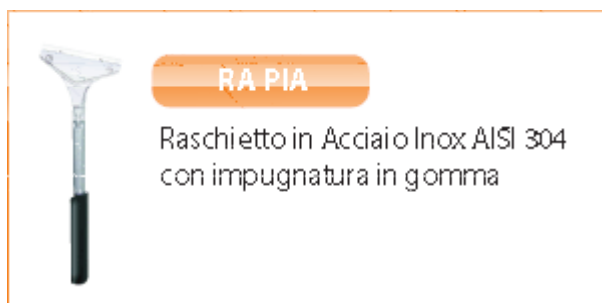 RA PIA
Raschietto in Acciaio Inox AISI 304
con impugnatura in gomma